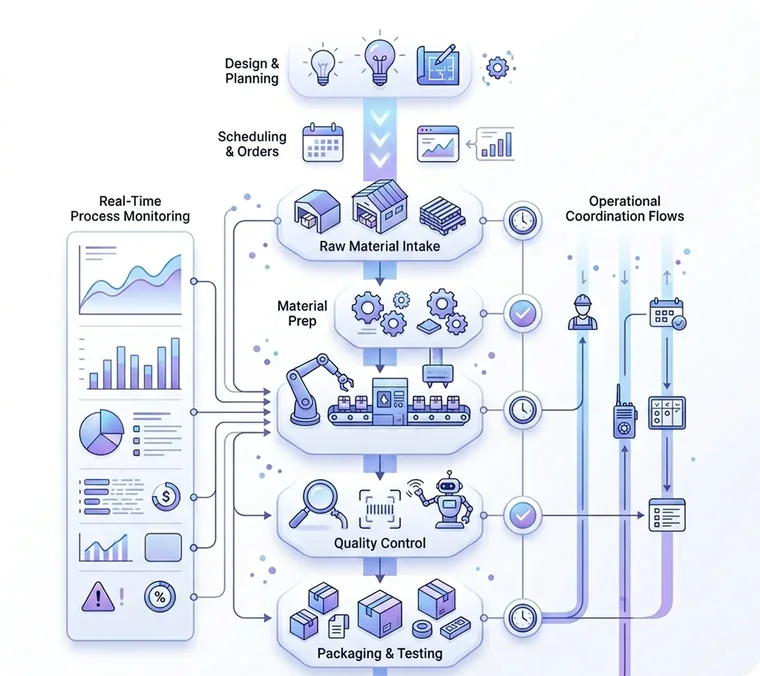 Design &
Planning
Scheduling
& Orders
Real-Time
Process Monitoring
Operational
Coordination Flows
Raw Material Intake
Material
Prep
$
Quality Control
!
!
%
Packaging & Testing